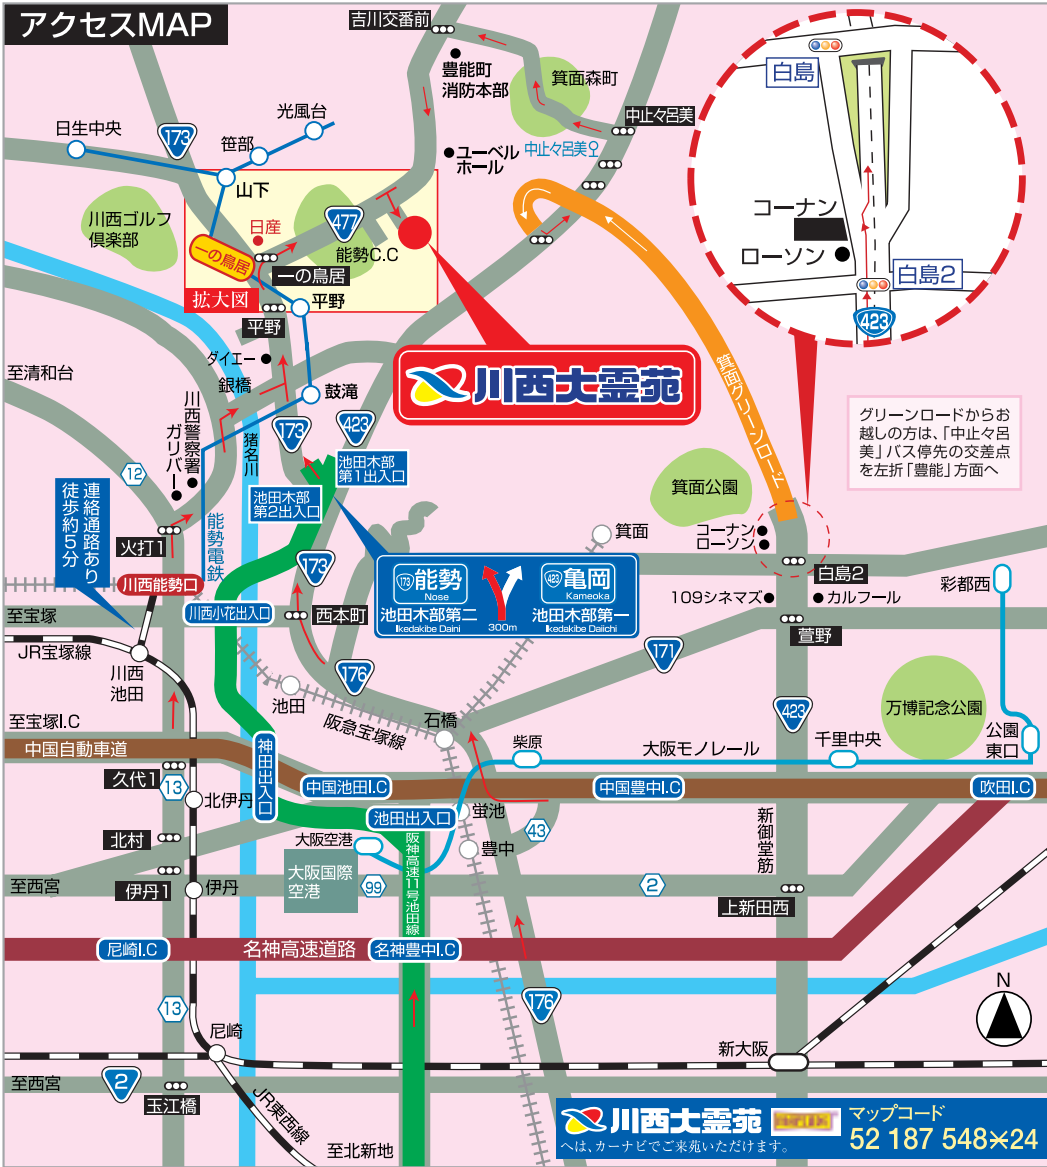 アクセスMAP
吉川交番前
豊能町
消防本部
箕面森町
中止々呂美
中止々呂美
ユーベル
ホール
日生中央
173
笹部
光風台
山下
川西ゴルフ
倶楽部
日産
477
能勢C.C
一の鳥居
一の鳥居
拡大図
平野
平野
白島
コーナン
ローソン
白島2
423
至清和台
ダイエー
銀橋
鼓滝
川西大霊苑
箕面グリーンロード
グリーンロードからお
越しの方は、「中止々呂
美」バス停先の交差点
を左折「豊能」方面へ
川西警察署
ガリバー
猪名川
173
423
池田木部
第1出入口
池田木部
第2出入口
12
連絡通路あり
徒歩約5分
火打1
能勢電鉄
箕面公園
箕面
コーナン
ローソン
白島2
彩都西
川西能勢口
173
173
能勢
Nose
池田木部第二
Ikedakibe Daini
300m
423
亀岡
Kameoka
池田木部第一
Ikedakibe Daiichi
109シネマズ
カルフール
至宝塚
川西小花出入口
西本町
萱野
JR宝塚線
川西
池田
176
171
池田
阪急宝塚線
石橋
423
万博記念公園
至宝塚I.C
中国自動車道
神田出入口
柴原
大阪モノレール
千里中央
公園
東口
久代1
13
北伊丹
中国池田I.C
中国豊中I.C
吹田I.C
池田出入口
蛍池
43
新御堂筋
北村
大阪空港
阪神高速11号池田線
豊中
至西宮
伊丹1
伊丹
大阪国際
空港
99
2
上新田西
尼崎I.C
名神高速道路
名神豊中I.C
13
176
N
尼崎
新大阪
至西宮
2
玉江橋
JR東西線
至北新地
川西大霊苑
へは、カーナビでご来苑いただけます。
マップコード
52 187 548*24